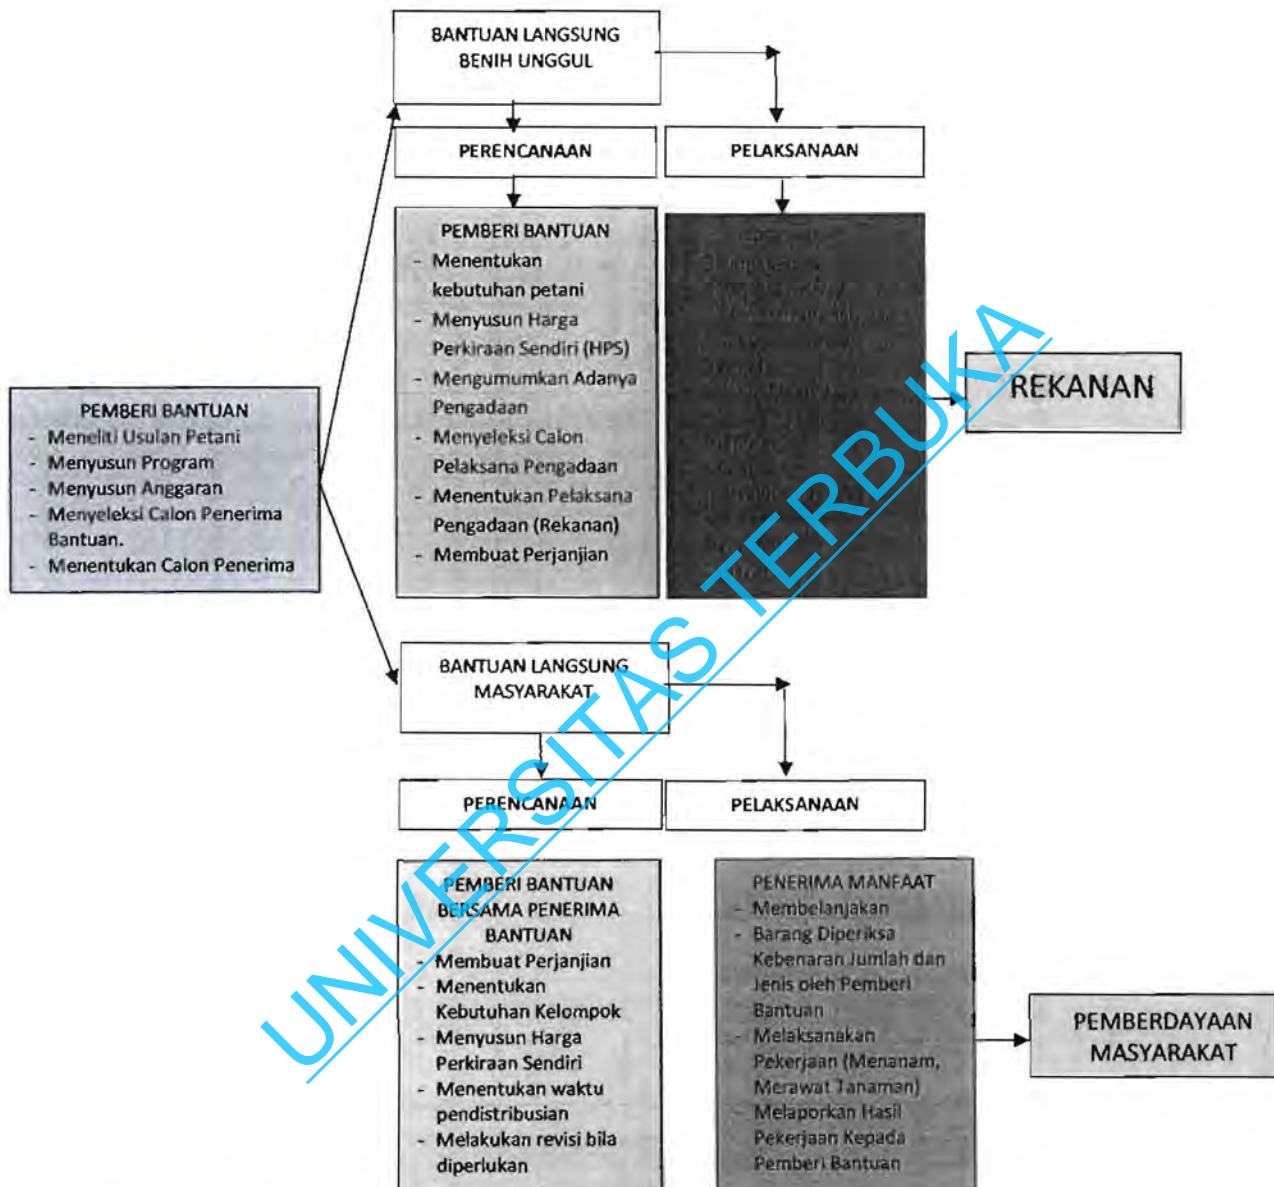 BANTUAN LANGSUNG
BENIH UNGGUL
PERENCANAAN
PELAKSANAAN
PEMBERI BANTUAN
- Menentukan
kebutuhan petani
- Menyusun Harga
Perkiraan Sendiri (HPS)
- Mengumumkan Adanya
Pengadaan
- Menyeleksi Calon
Pelaksana Pengadaan
- Menentukan Pelaksana
Pengadaan (Rekanan)
- Membuat Perjanjian
REKANAN
PEMBERI BANTUAN
- Meneliti Usulan Petani
- Menyusun Program
- Menyusun Anggaran
- Menyeleksi Calon Penerima
Bantuan.
- Menentukan Calon Penerima
BANTUAN LANGSUNG
MASYARAKAT
PERENCANAAN
PELAKSANAAN
PEMBERI BANTUAN
BERSAMA PENERIMA
BANTUAN
- Membuat Perjanjian
- Menentukan
Kebutuhan Kelompok
- Menyusun Harga
Perkiraan Sendiri
- Menentukan waktu
pendistribusian
- Melakukan revisi bila
diperlukan
PENERIMA MANFAAT
- Membelanjakan
- Barang Diperiksa
Kebenaran Jumlah dan
Jenis oleh Pemberi
Bantuan
- Melaksanakan
Pekerjaan (Menanam,
Merawat Tanaman)
- Melaporkan Hasil
Pekerjaan Kepada
Pemberi Bantuan
PEMBERDAYAAN
MASYARAKAT
UNIVERSITAS TERBUKA